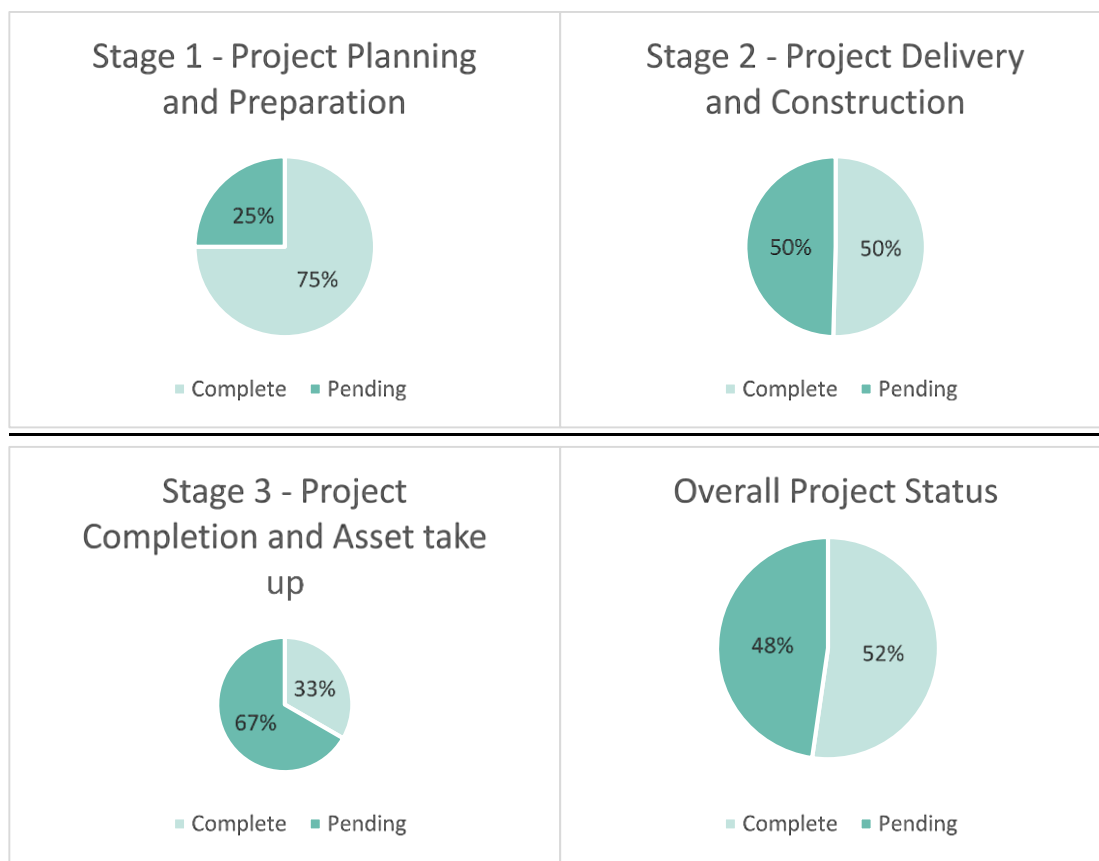 Stage 1 - Project Planning
and Preparation
25%
75%
Complete Pending
Stage 2 - Project Delivery
and Construction
50%
50%
Complete Pending
Stage 3 - Project
Completion and Asset take
up
33%
67%
Complete Pending
Overall Project Status
48%
52%
Complete Pending